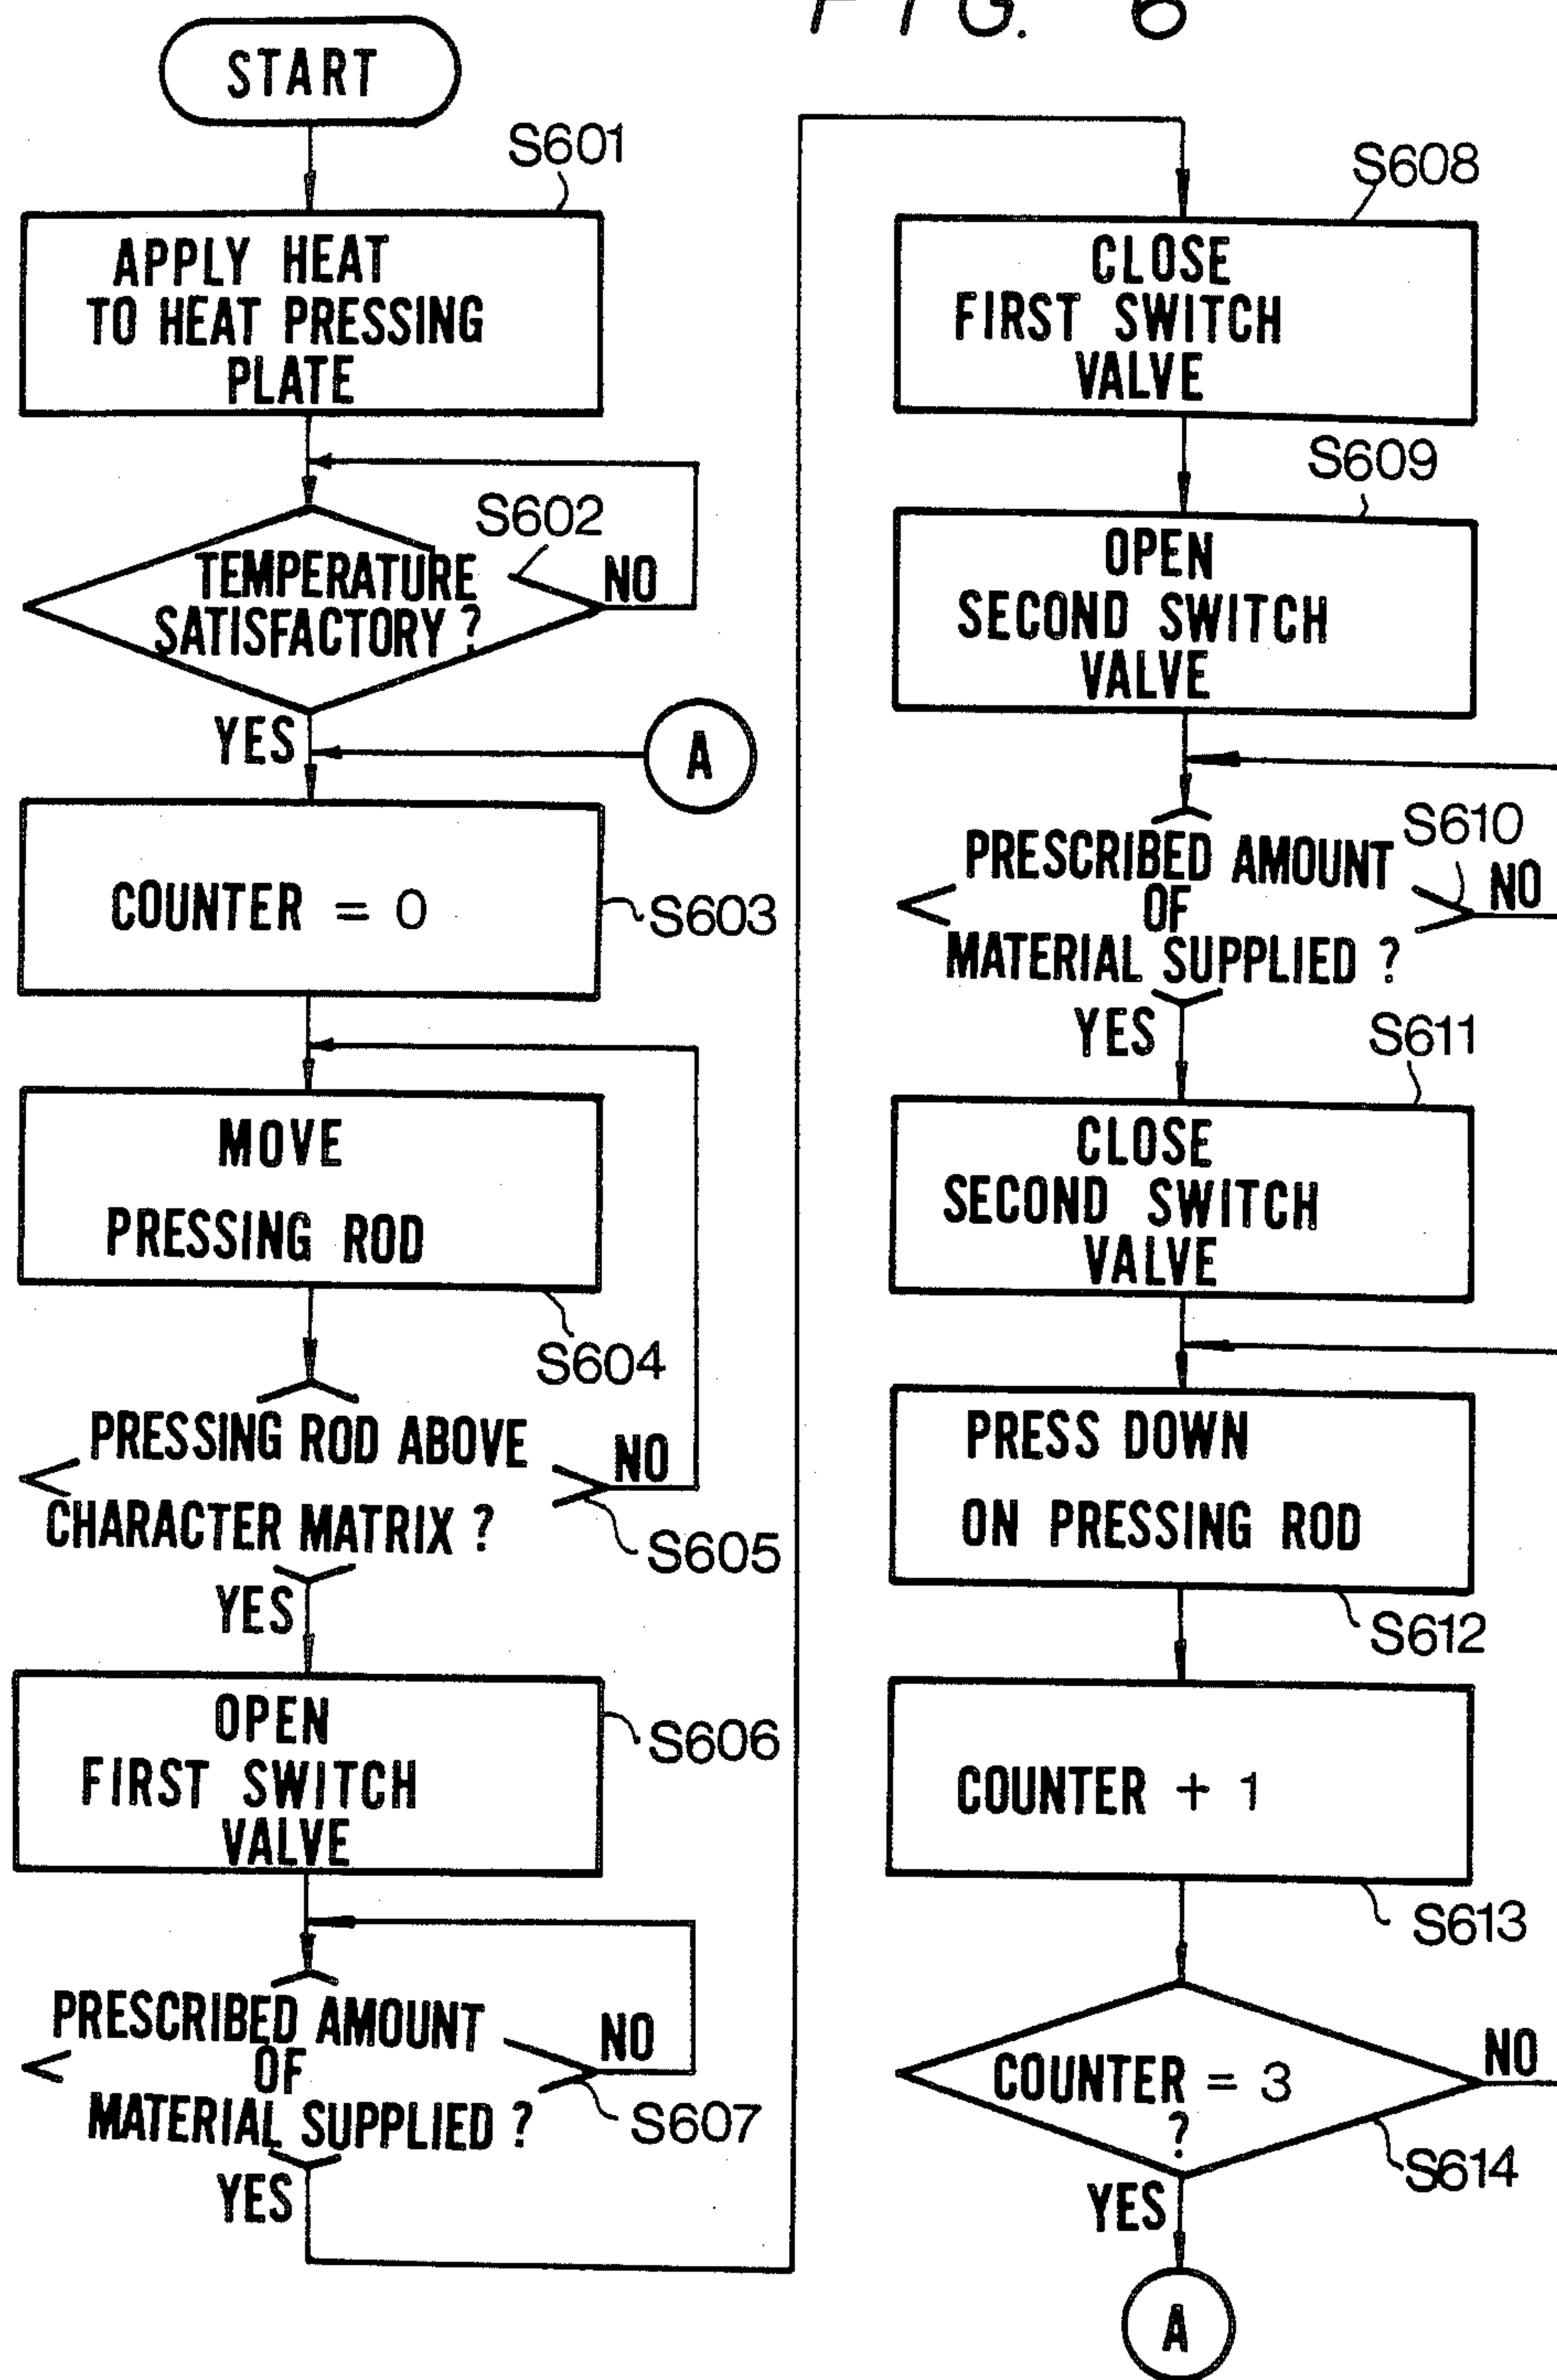 FIG. 6
START
S601
APPLY HEAT
TO HEAT PRESSING
PLATE
S602
TEMPERATURE
SATISFACTORY ?
NO
YES
A
COUNTER = 0
S603
MOVE
PRESSING ROD
S604
PRESSING ROD ABOVE
CHARACTER MATRIX ?
NO
S605
YES
OPEN
FIRST SWITCH
VALVE
S606
PRESCRIBED AMOUNT
OF
MATERIAL SUPPLIED ?
NO
S607
YES
S608
CLOSE
FIRST SWITCH
VALVE
S609
OPEN
SECOND SWITCH
VALVE
S610
PRESCRIBED AMOUNT
OF
MATERIAL SUPPLIED ?
NO
YES
S611
CLOSE
SECOND SWITCH
VALVE
PRESS DOWN
ON PRESSING ROD
S612
COUNTER + 1
S613
COUNTER = 3
?
NO
S614
YES
A